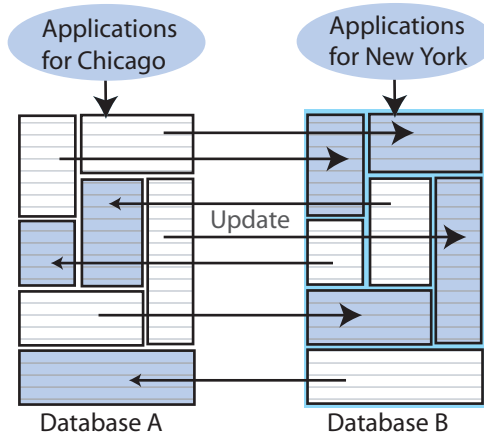 Applications
for Chicago
Applications
for New York
Update
Database A
Database B